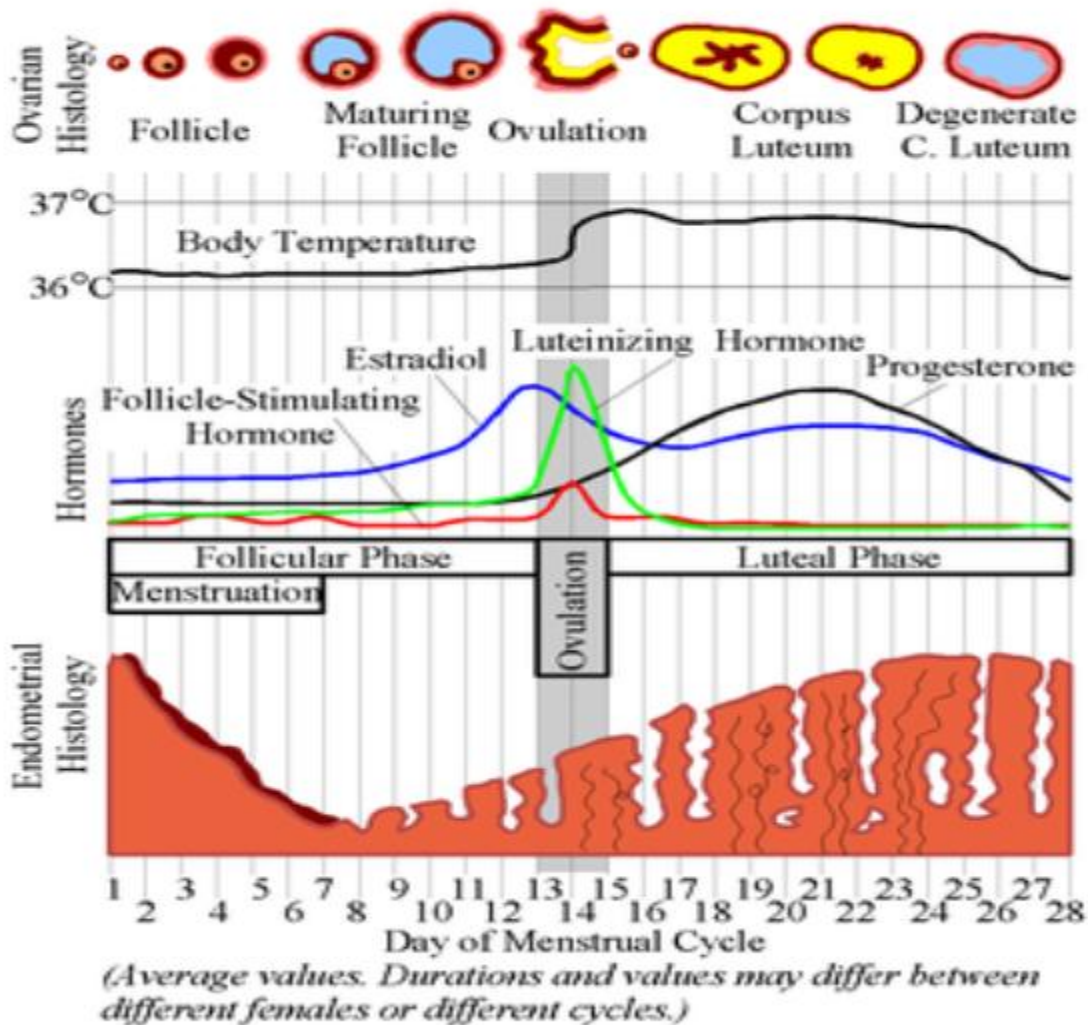 Ovarian
Histology
Follicle
Maturing
Follicle
Ovulation
Corpus
Luteum
Degenerate
C. Luteum
37°C
Body Temperature
36°C
Hormones
Estradiol
Luteinizing Hormone
Progesterone
Follicle-Stimulating
Hormone
Follicular Phase
Ovulation
Luteal Phase
Menstruation
Endometrial
Histology
1 3 5 7 9 11 13 15 17 19 21 23 25 27
2 4 6 8 10 12 14 16 18 20 22 24 26 28
Day of Menstrual Cycle
(Average values. Durations and values may differ between
different females or different cycles.)